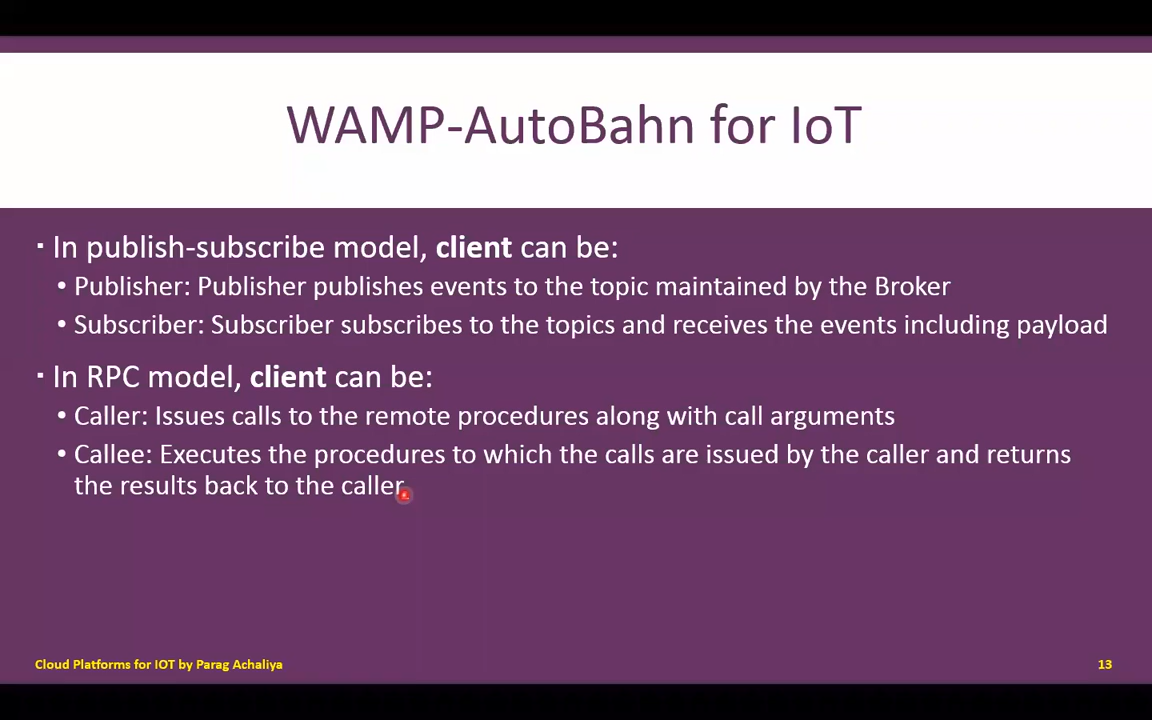 WAMP-AutoBahn for IoT
▪ In publish-subscribe model, client can be:
• Publisher: Publisher publishes events to the topic maintained by the Broker
• Subscriber: Subscriber subscribes to the topics and receives the events including payload
▪ In RPC model, client can be:
• Caller: Issues calls to the remote procedures along with call arguments
• Callee: Executes the procedures to which the calls are issued by the caller and returns
the results back to the caller
Cloud Platforms for IOT by Parag Achaliya
13